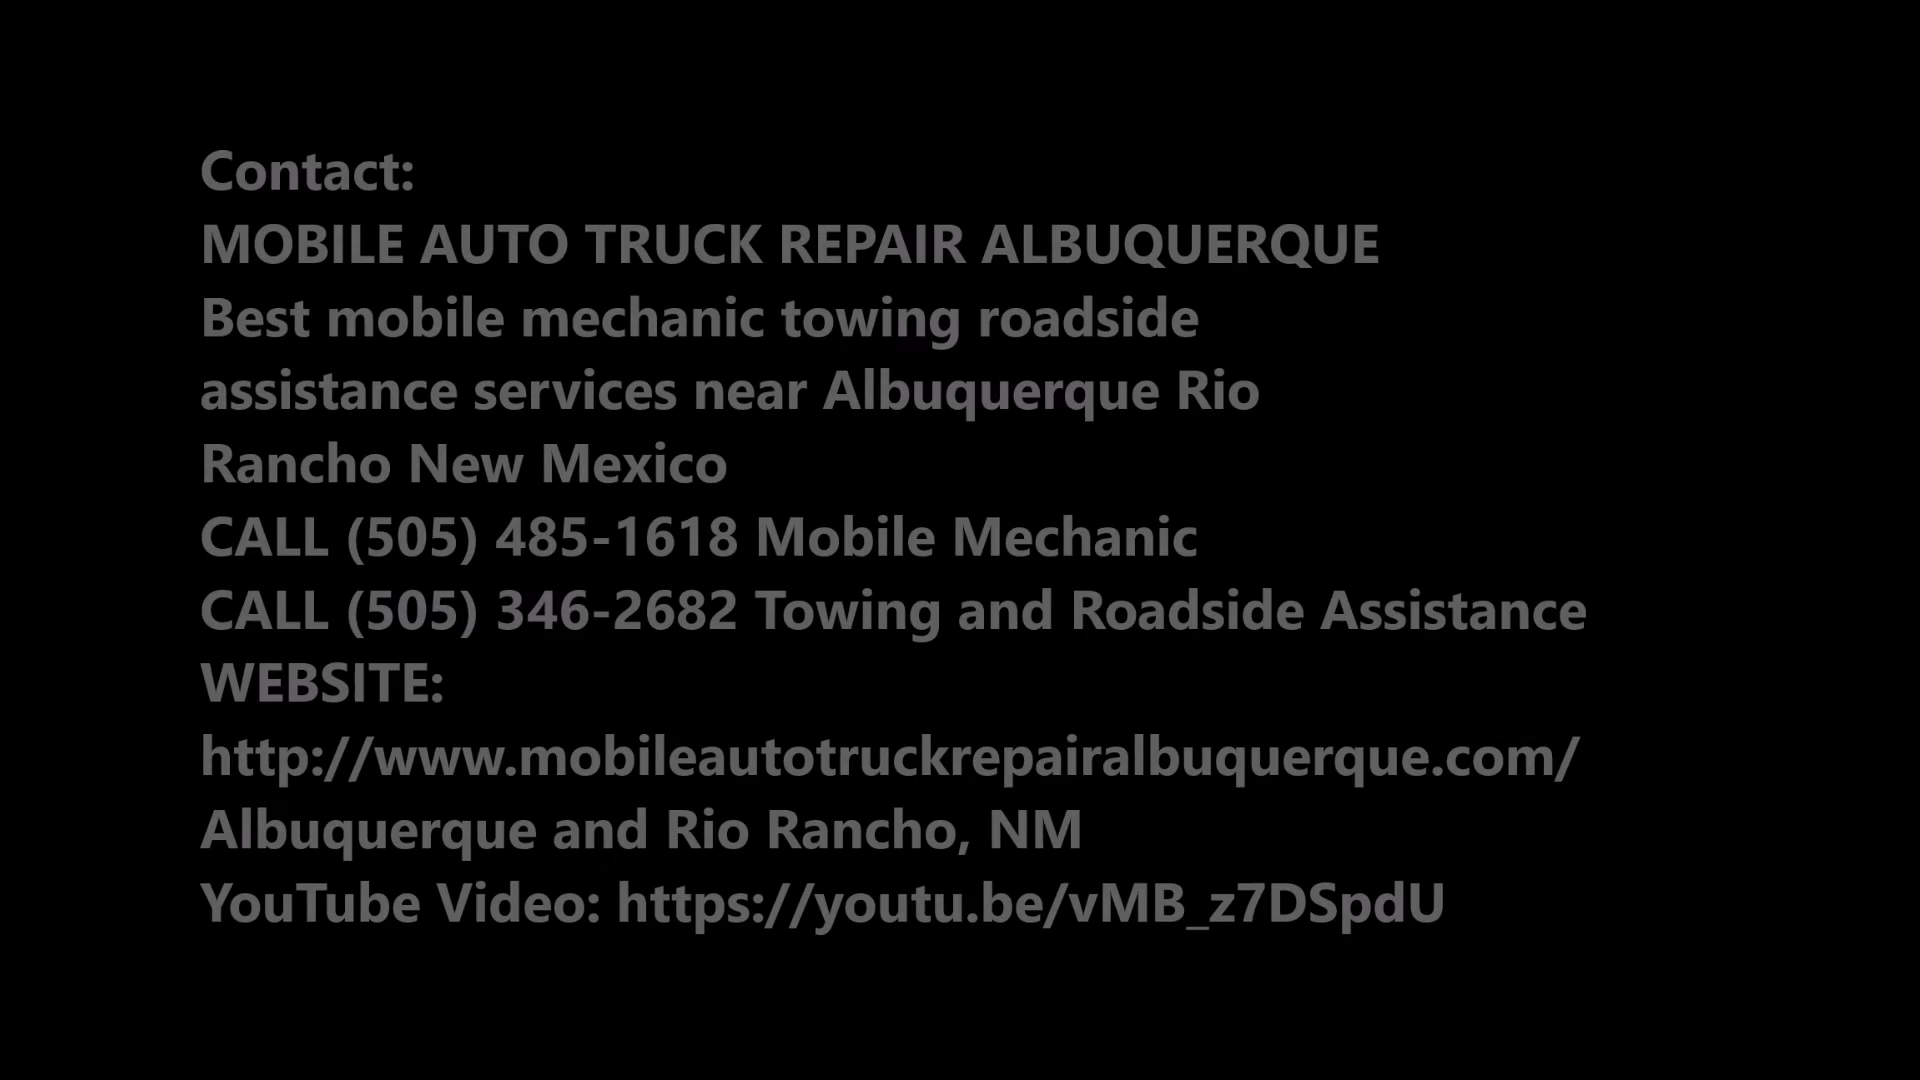 Contact:
MOBILE AUTO TRUCK REPAIR ALBUQUERQUE
Best mobile mechanic towing roadside
assistance services near Albuquerque Rio
Rancho New Mexico
CALL (505) 485-1618 Mobile Mechanic
CALL (505) 346-2682 Towing and Roadside Assistance
WEBSITE:
http://www.mobileautotruckrepairalbuquerque.com/
Albuquerque and Rio Rancho, NM
YouTube Video: https://youtu.be/vMB_z7DSpdU